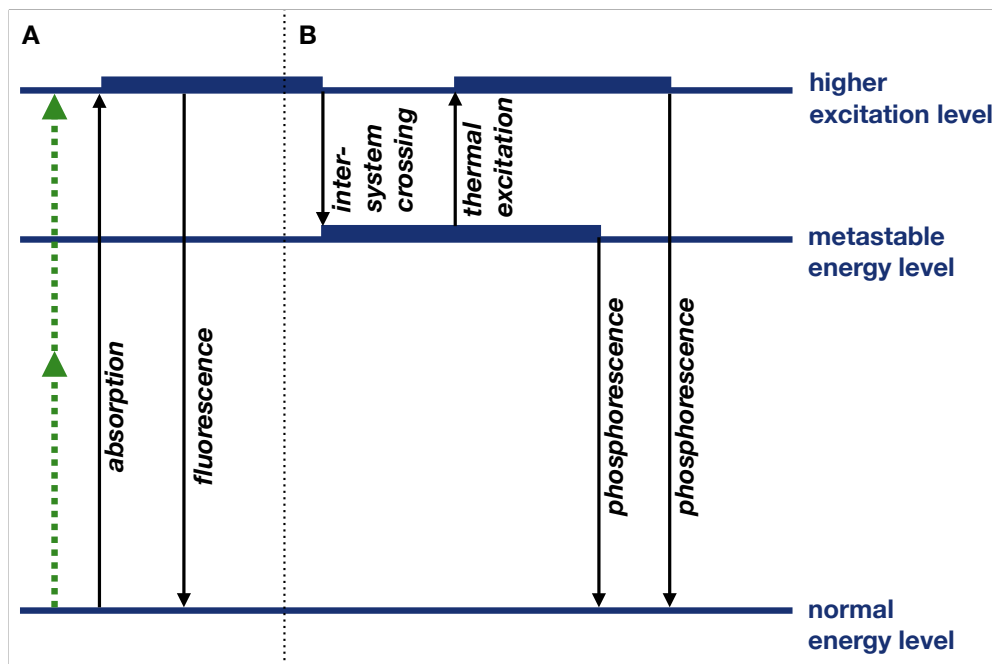 A
B
higher
excitation level
inter-
system
crossing
thermal
excitation
metastable
energy level
absorption
fluorescence
phosphorescence
phosphorescence
normal
energy level